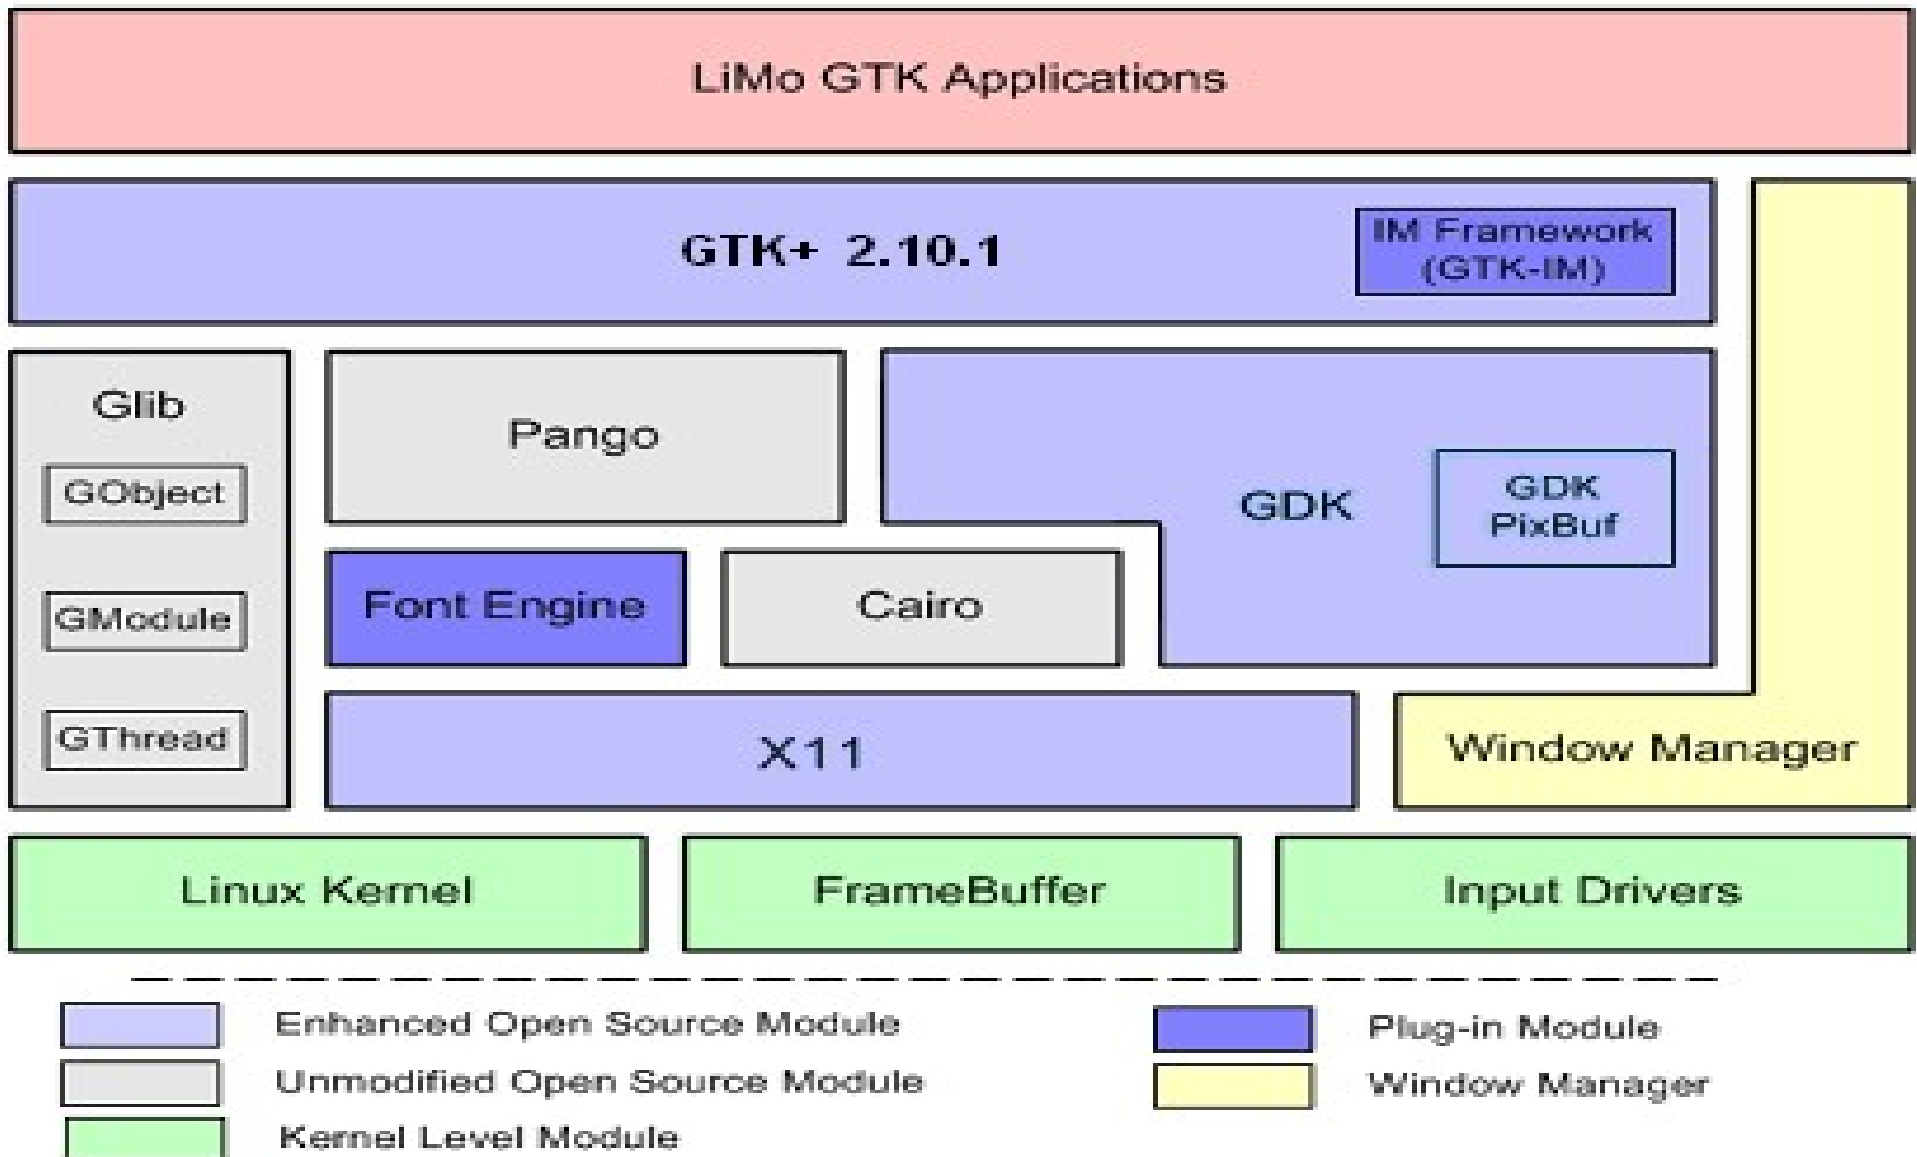 LiMo GTK Applications
GTK+ 2.10.1
IM Framework
(GTK-IM)
Glib
GObject
GModule
GThread
Pango
GDK
GDK
PixBuf
Font Engine
Cairo
X11
Window Manager
Linux Kernel
FrameBuffer
Input Drivers
Enhanced Open Source Module
Unmodified Open Source Module
Kernel Level Module
Plug-in Module
Window Manager